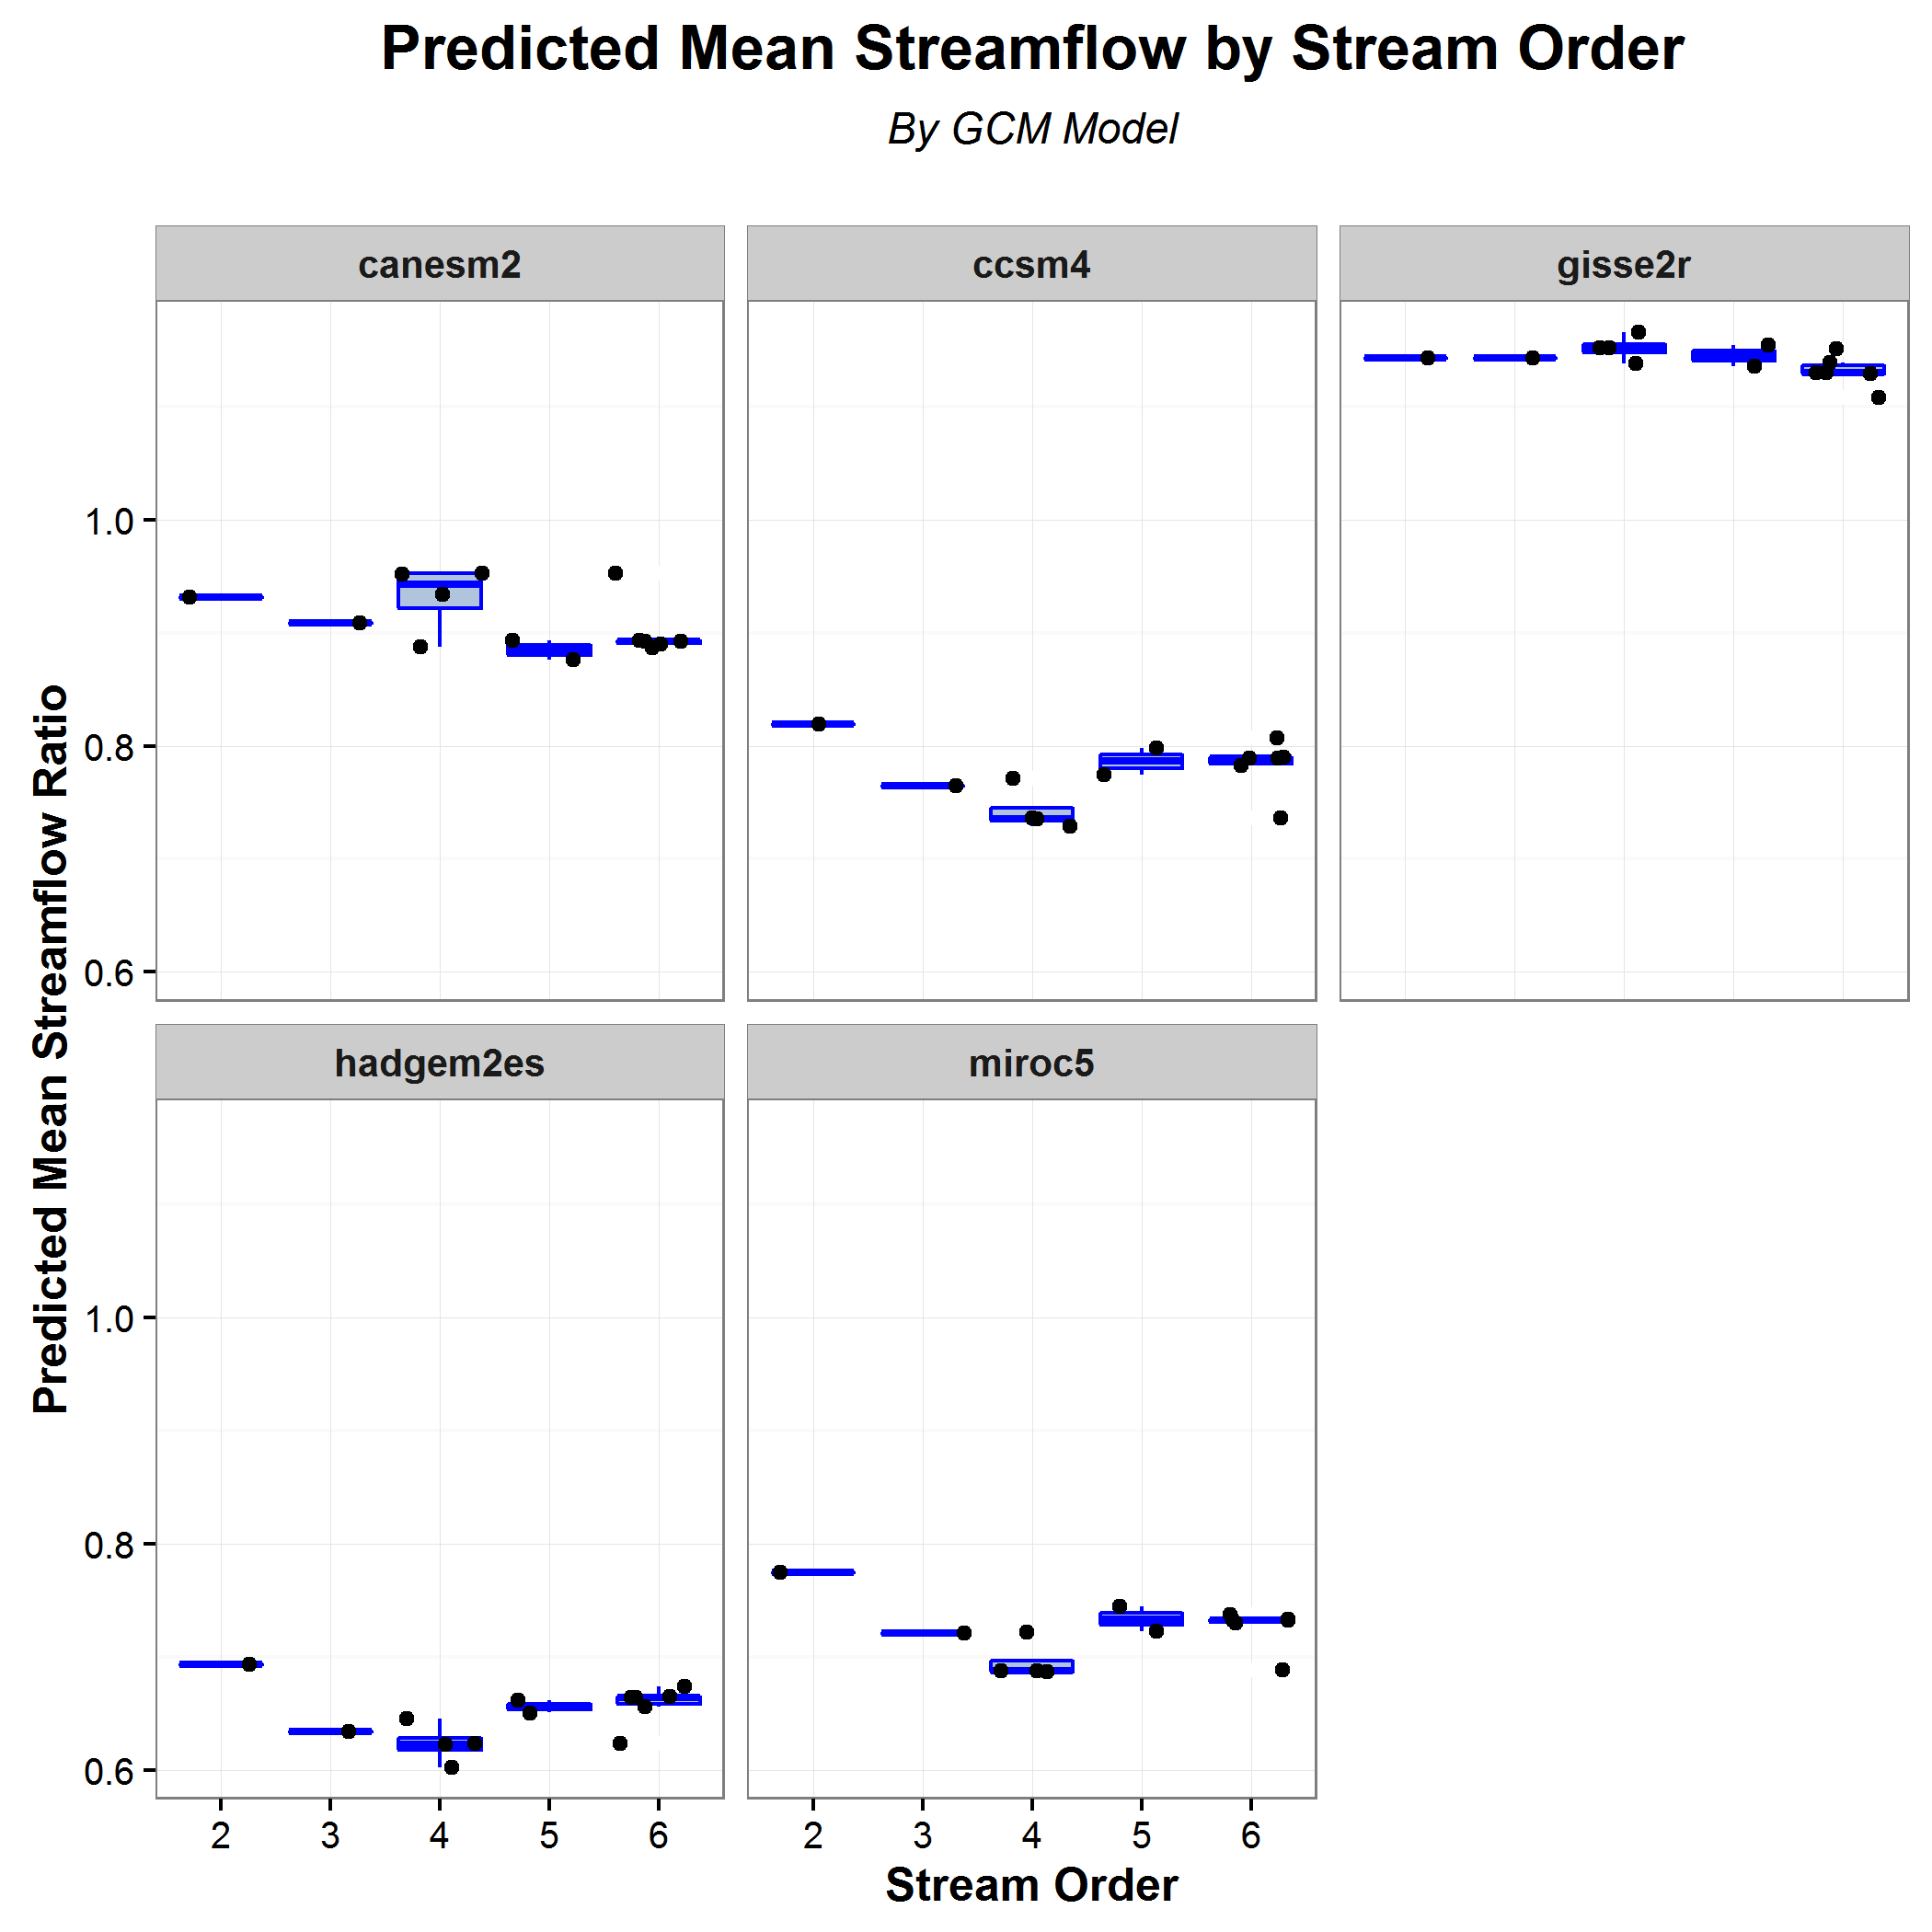 Predicted Mean Streamflow by Stream Order
By GCM Model
canesm2
ccsm4
gisse2r
1.0
0.8
0.6
Predicted Mean Streamflow Ratio
hadgem2es
miroc5
1.0
0.8
0.6
2 3 4 5 6
2 3 4 5 6
Stream Order